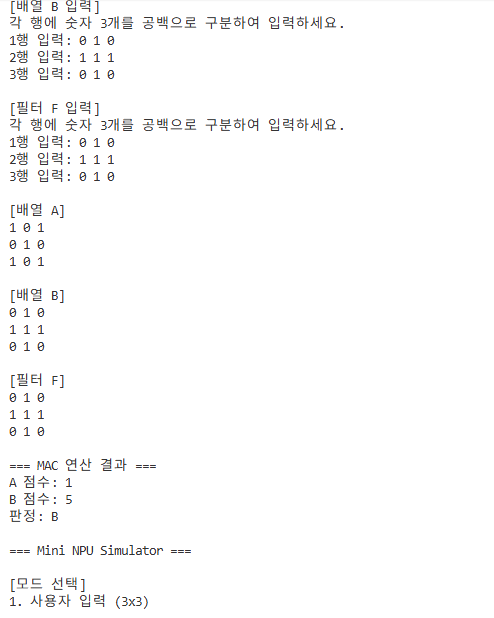 [배열 B 입력]
각 행에 숫자 3개를 공백으로 구분하여 입력하세요.
1행 입력: 0 1 0
2행 입력: 1 1 1
3행 입력: 0 1 0
[필터 F 입력]
각 행에 숫자 3개를 공백으로 구분하여 입력하세요.
1행 입력: 0 1 0
2행 입력: 1 1 1
3행 입력: 0 1 0
[배열 A]
1 0 1
0 1 0
1 0 1
[배열 B]
0 1 0
1 1 1
0 1 0
[필터 F]
0 1 0
1 1 1
0 1 0
=== MAC 연산 결과 ===
A 점수: 1
B 점수: 5
판정: B
=== Mini NPU Simulator ===
[모드 선택]
1. 사용자 입력 (3x3)